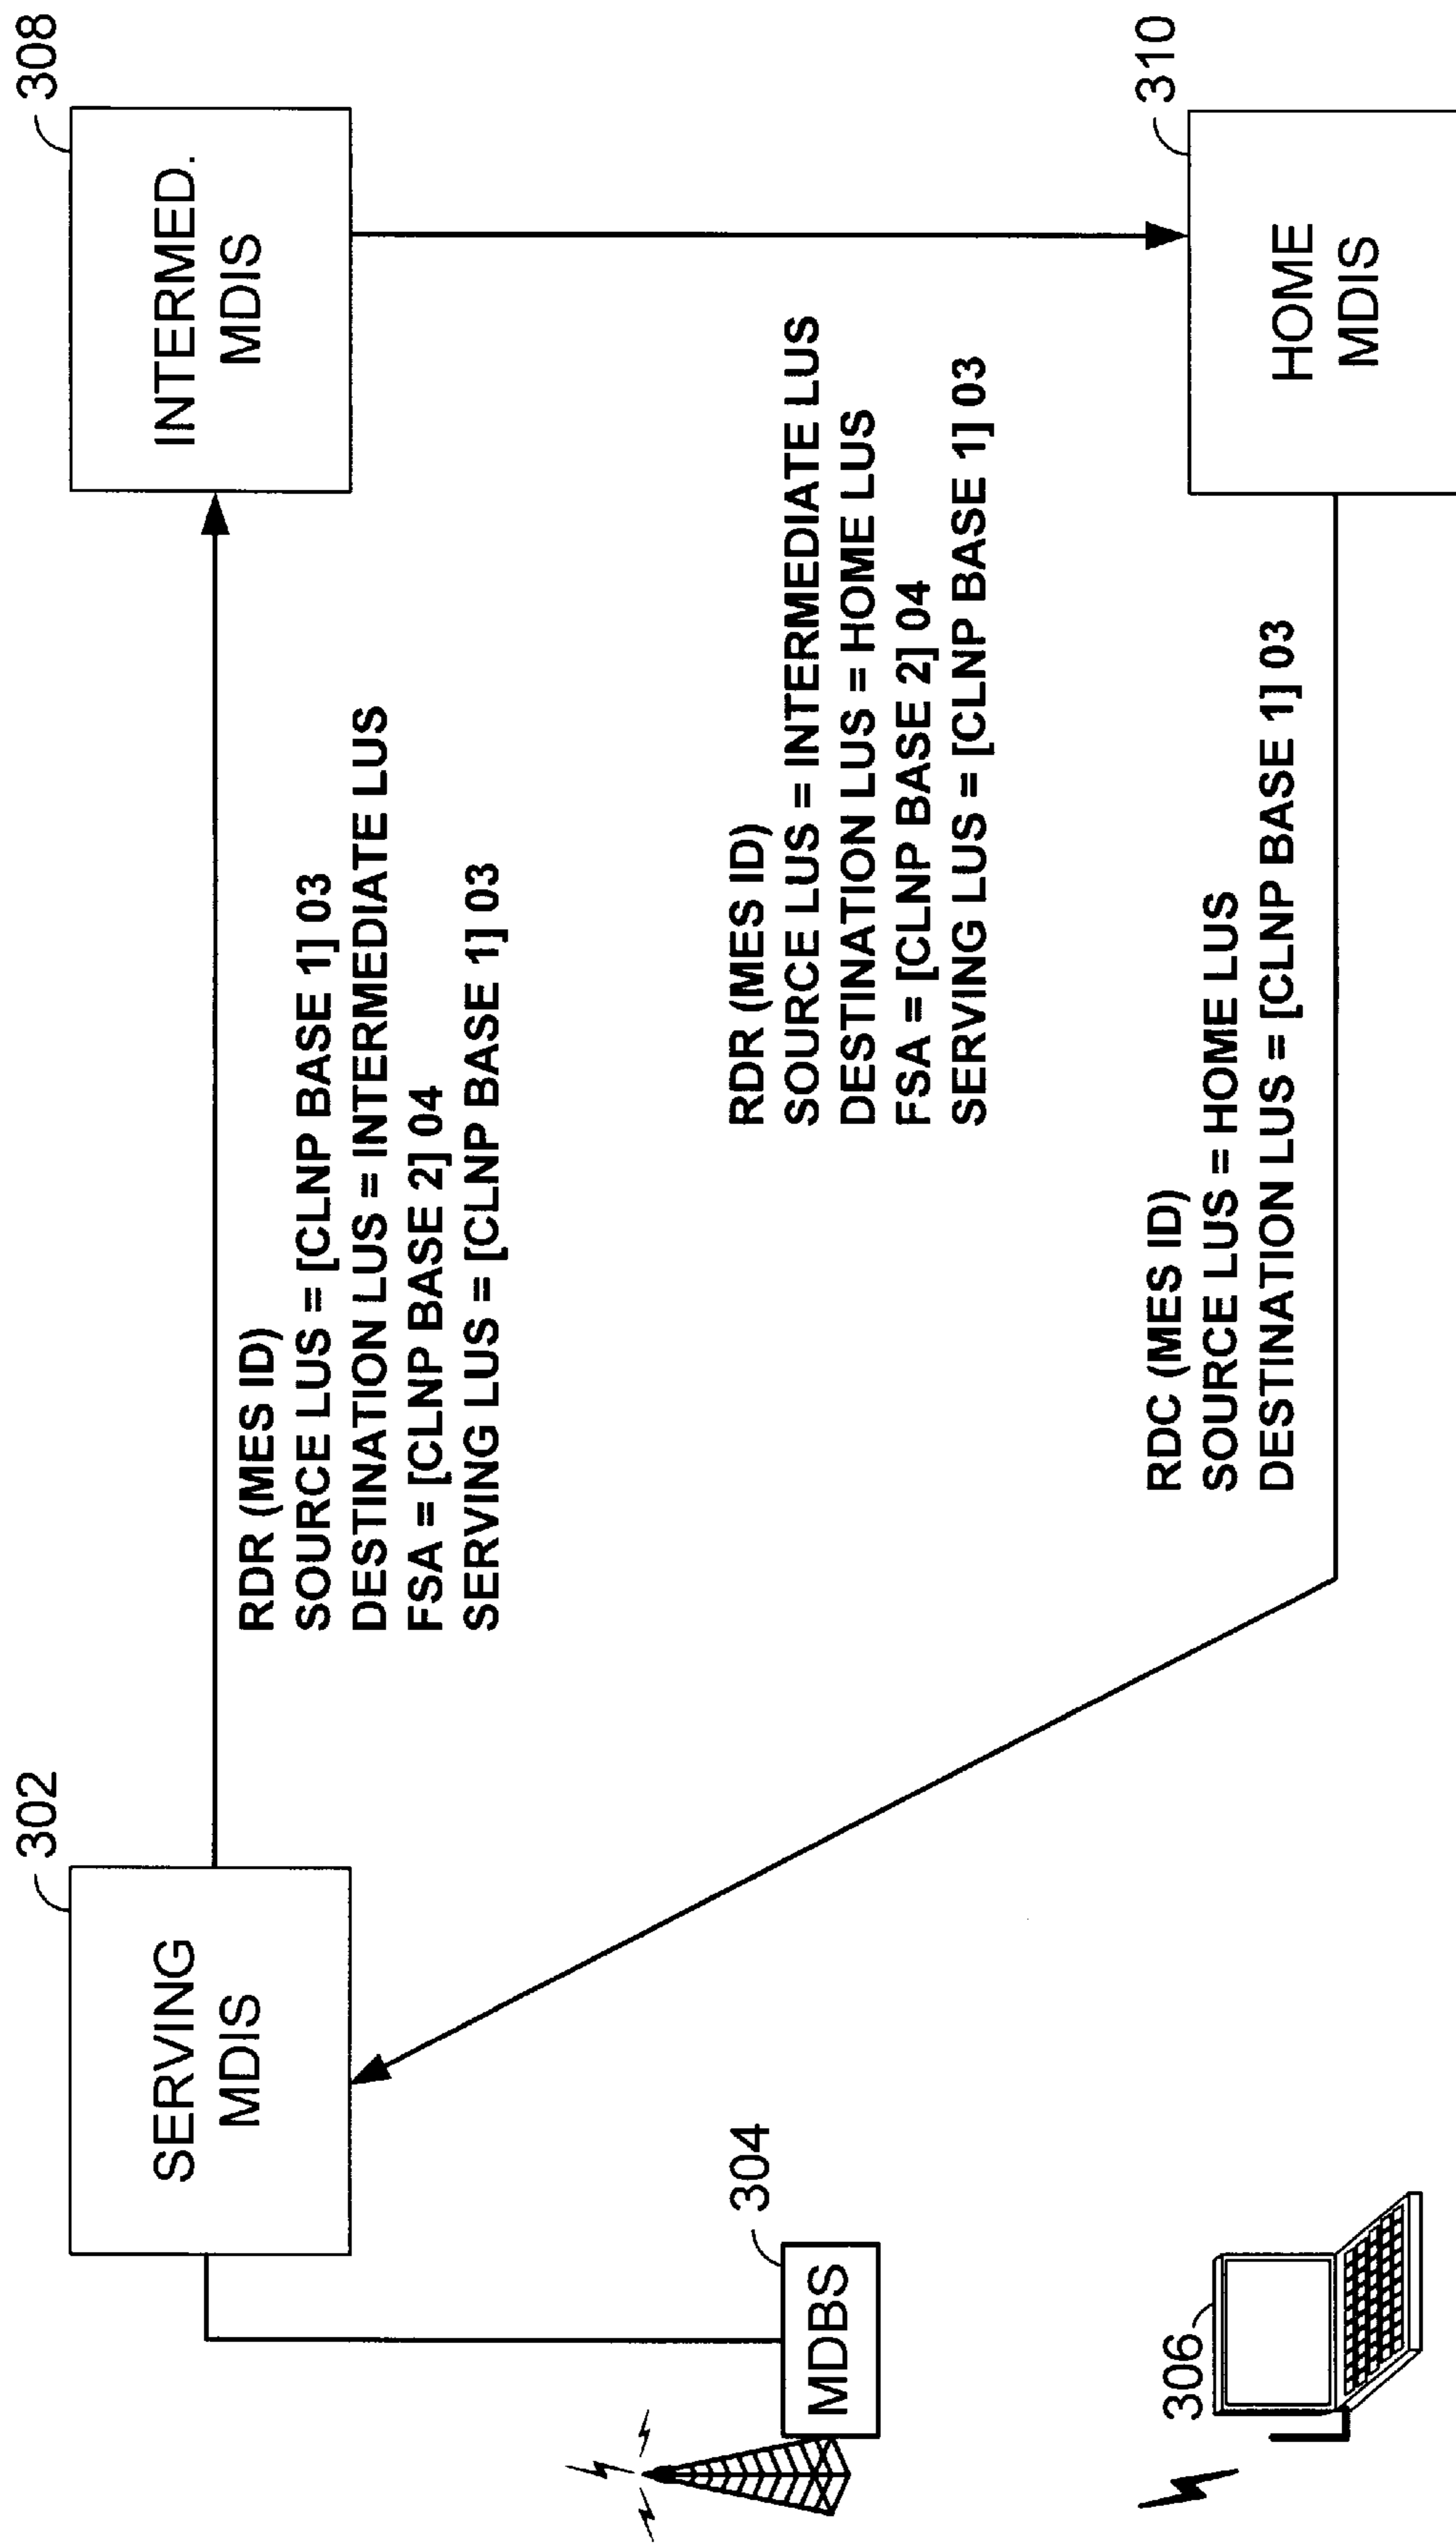 302
SERVING
MDIS
308
INTERMED.
MDIS
RDR (MES ID)
SOURCE LUS = [CLNP BASE 1] 03
DESTINATION LUS = INTERMEDIATE LUS
FSA = [CLNP BASE 2] 04
SERVING LUS = [CLNP BASE 1] 03
304
MDBS
RDR (MES ID)
SOURCE LUS = INTERMEDIATE LUS
DESTINATION LUS = HOME LUS
FSA = [CLNP BASE 2] 04
SERVING LUS = [CLNP BASE 1] 03
306
RDC (MES ID)
SOURCE LUS = HOME LUS
DESTINATION LUS = [CLNP BASE 1] 03
310
HOME
MDIS